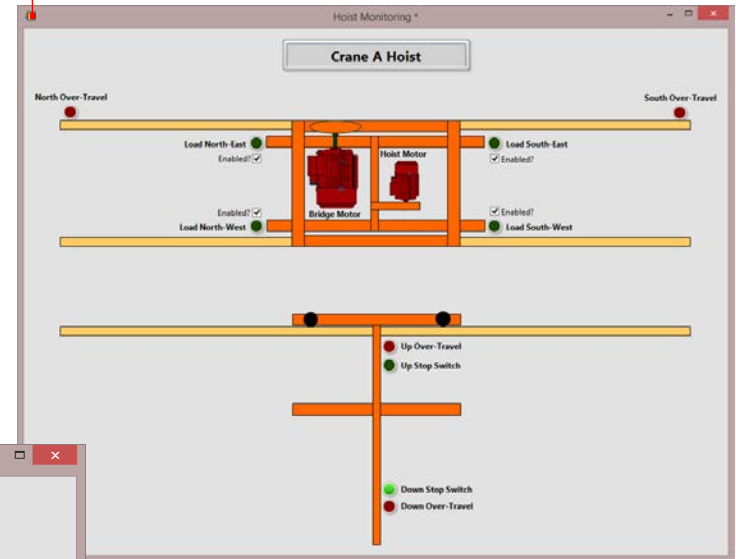 Hoist Monitoring *
Crane A Hoist
North Over-Travel
South Over-Travel
Load North-East
Load South-East
Enabled?
Enabled?
Hoist Motor
Bridge Motor
Enabled?
Enabled?
Load North-West
Load South-West
Up Over-Travel
Up Stop Switch
Down Stop Switch
Down Over-Travel